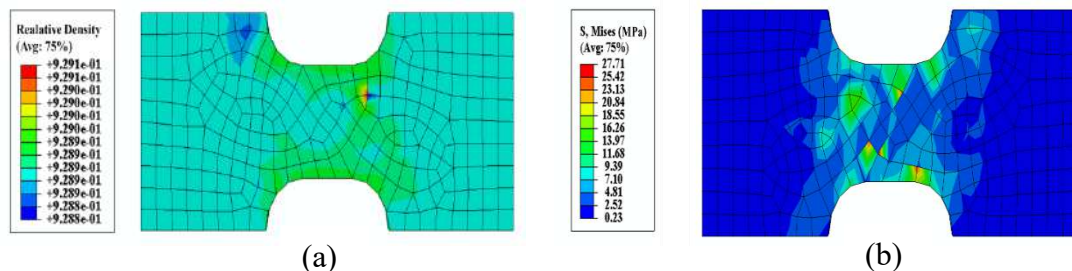 Realative Density
(Avg: 75%)
+9.291e-01
+9.291e-01
+9.290e-01
+9.290e-01
+9.290e-01
+9.290e-01
+9.289e-01
+9.289e-01
+9.289e-01
+9.289e-01
+9.289e-01
+9.288e-01
+9.288e-01
(a)
S, Mises (MPa)
(Avg: 75%)
27.71
25.42
23.13
20.84
18.55
16.26
13.97
11.68
9.39
7.10
4.81
2.52
0.23
(b)